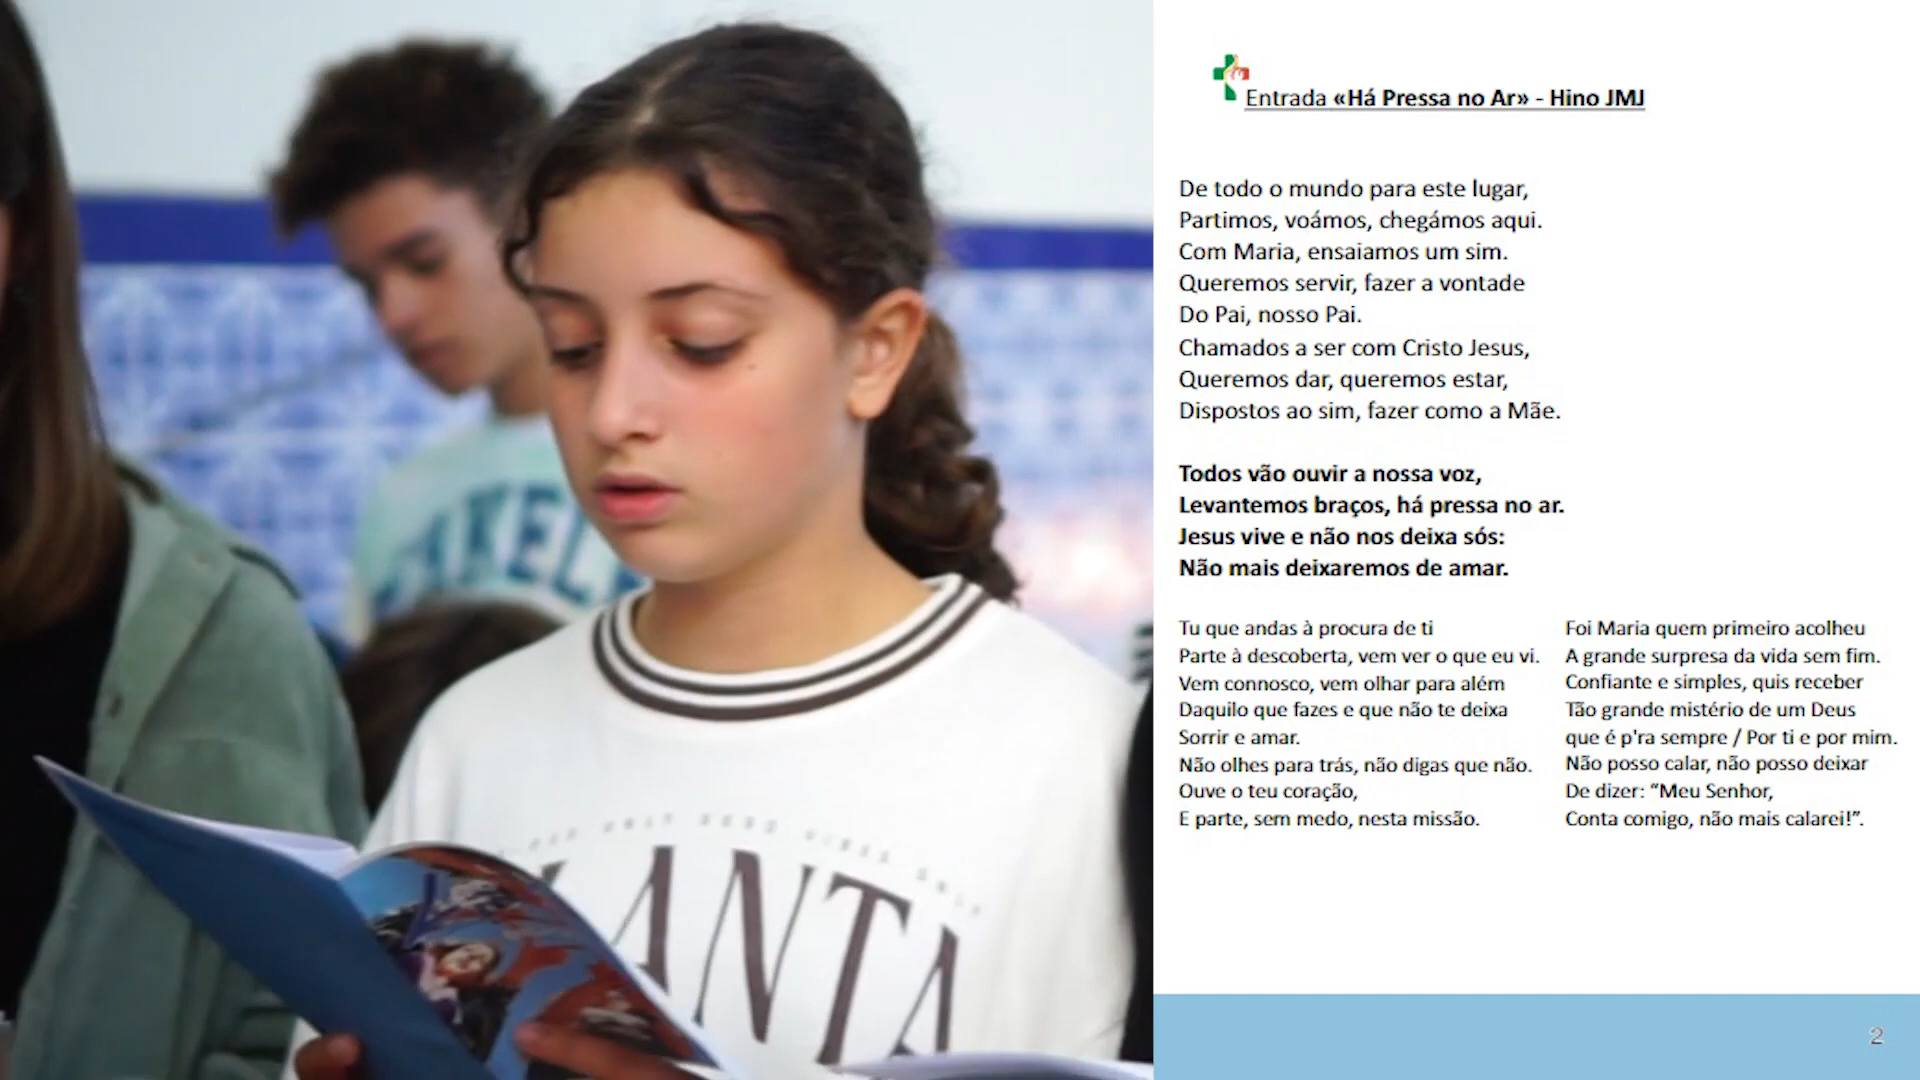 Entrada «Há Pressa no Ar» - Hino JMJ
De todo o mundo para este lugar,
Partimos, voámos, chegámos aqui.
Com Maria, ensaiamos um sim.
Queremos servir, fazer a vontade
Do Pai, nosso Pai.
Chamados a ser com Cristo Jesus,
Queremos dar, queremos estar,
Dispostos ao sim, fazer como a Mãe.
Todos vão ouvir a nossa voz,
Levantemos braços, há pressa no ar.
Jesus vive e não nos deixa sós:
Não mais deixaremos de amar.
Tu que andas à procura de ti
Parte à descoberta, vem ver o que eu vi.
Vem connosco, vem olhar para além
Daquilo que fazes e que não te deixa
Sorrir e amar.
Não olhes para trás, não digas que não.
Ouve o teu coração,
E parte, sem medo, nesta missão.
Foi Maria quem primeiro acolheu
A grande surpresa da vida sem fim.
Confiante e simples, quis receber
Tão grande mistério de um Deus
que é p'ra sempre / Por ti e por mim.
Não posso calar, não posso deixar
De dizer: “Meu Senhor,
Conta comigo, não mais calarei!”.
2